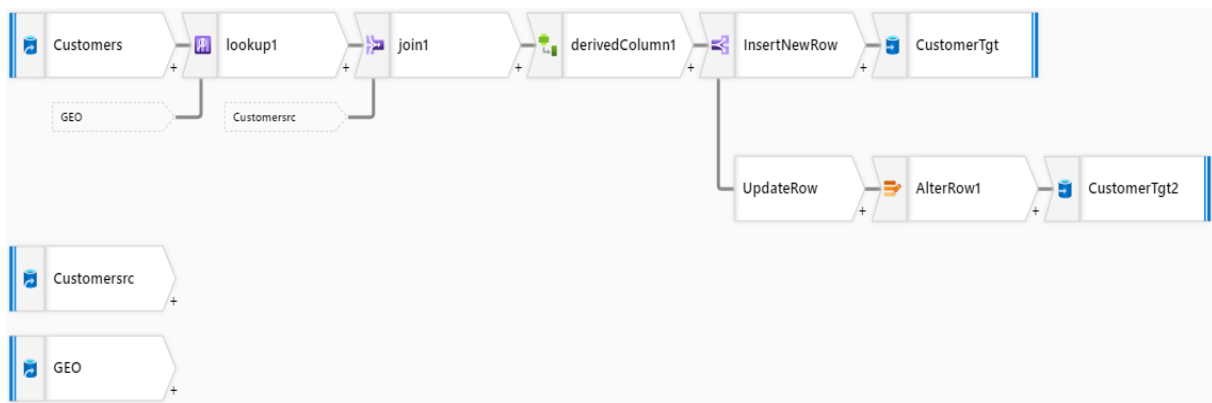 Customers
lookup1
join1
derivedColumn1
InsertNewRow
CustomerTgt
+
+
+
+
+
GEO
Customersrc
UpdateRow
AlterRow1
CustomerTgt2
+
+
Customersrc
+
GEO
+